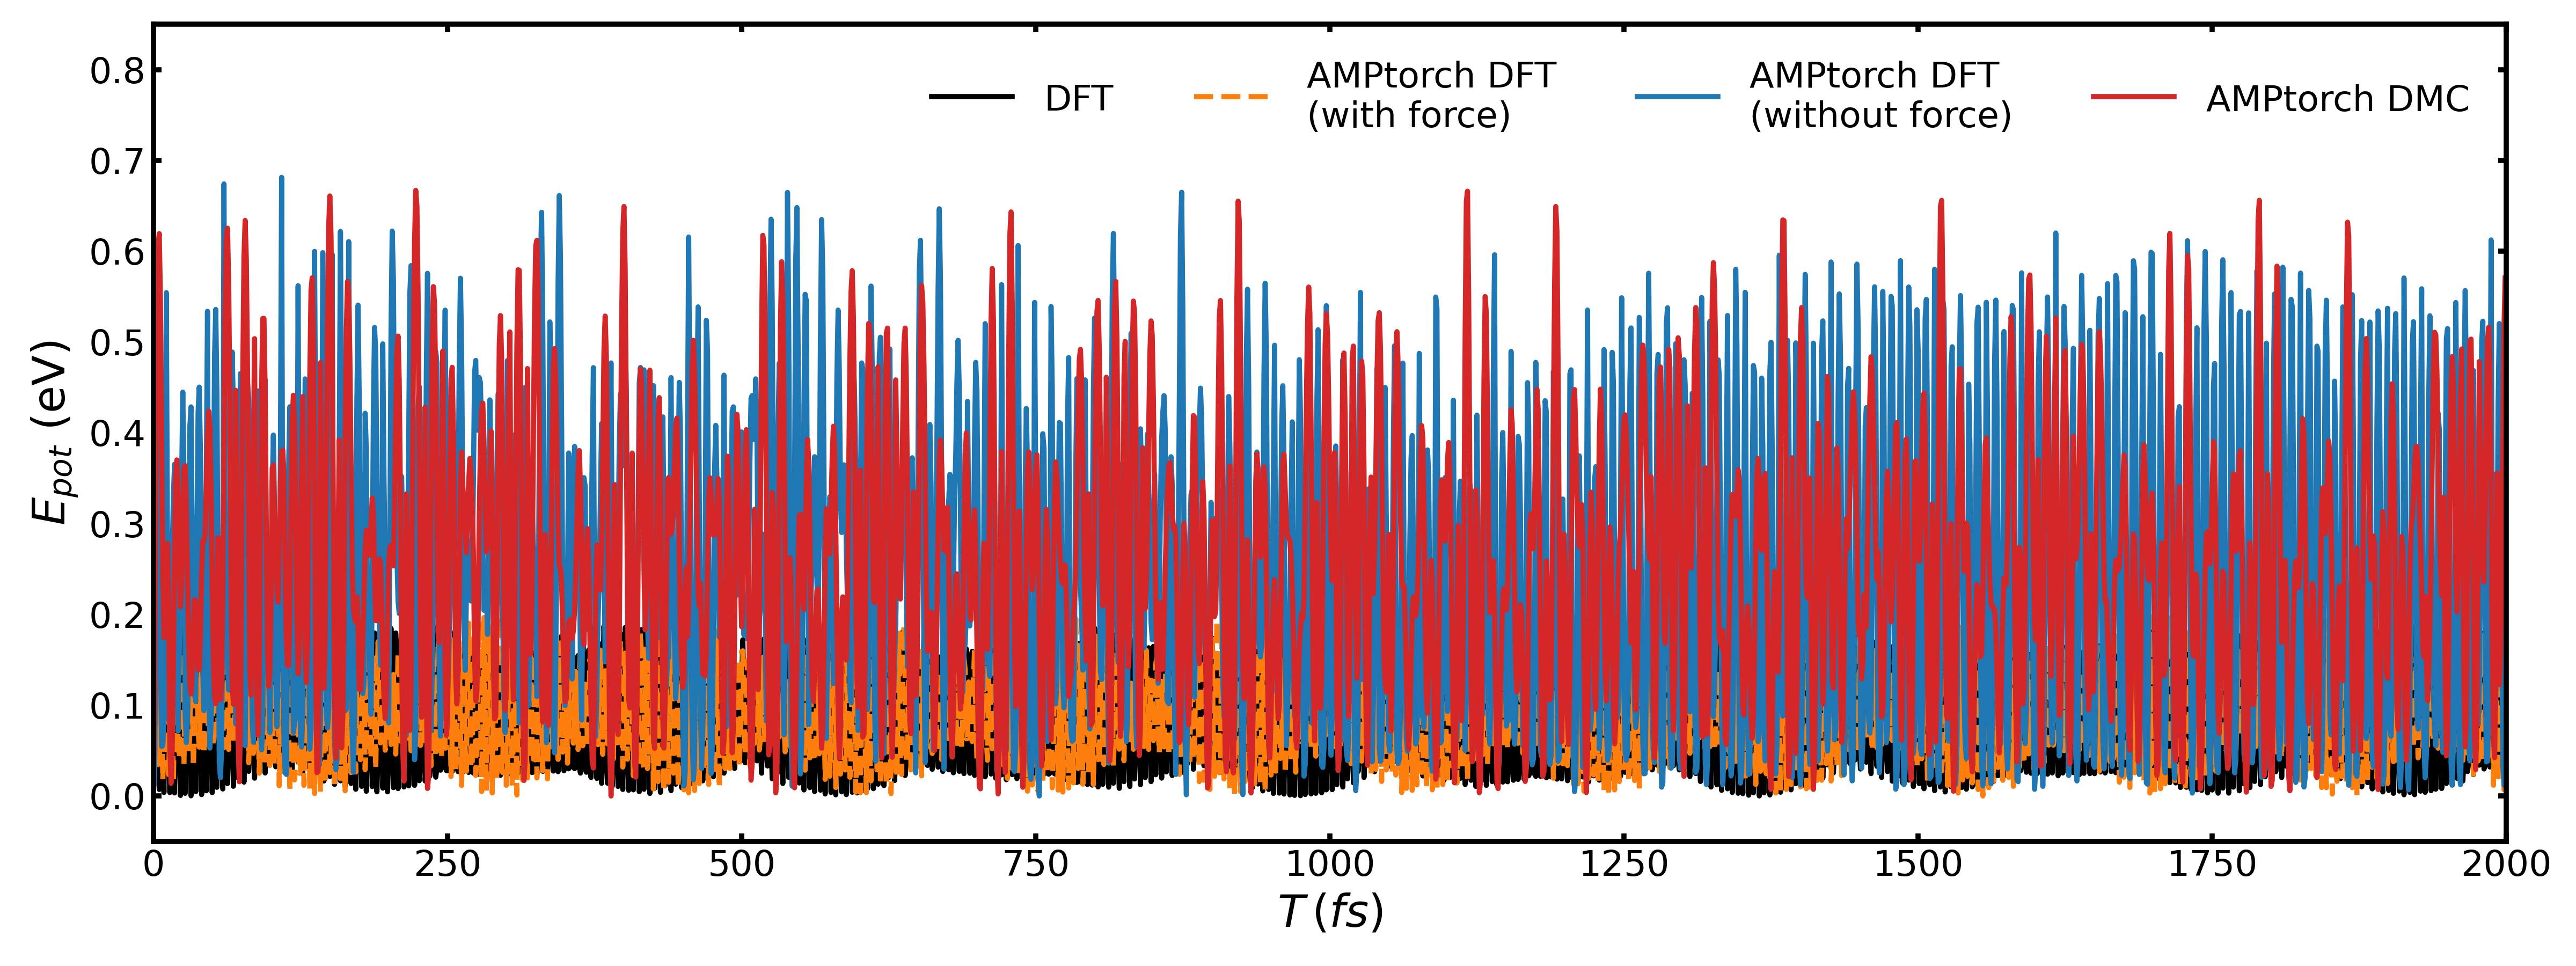 0.8
0.7
0.6
0.5
0.4
0.3
0.2
0.1
0.0
E_pot (eV)
DFT
AMPtorch DFT
(with force)
AMPtorch DFT
(without force)
AMPtorch DMC
0 250 500 750 1000 1250 1500 1750 2000
T (fs)